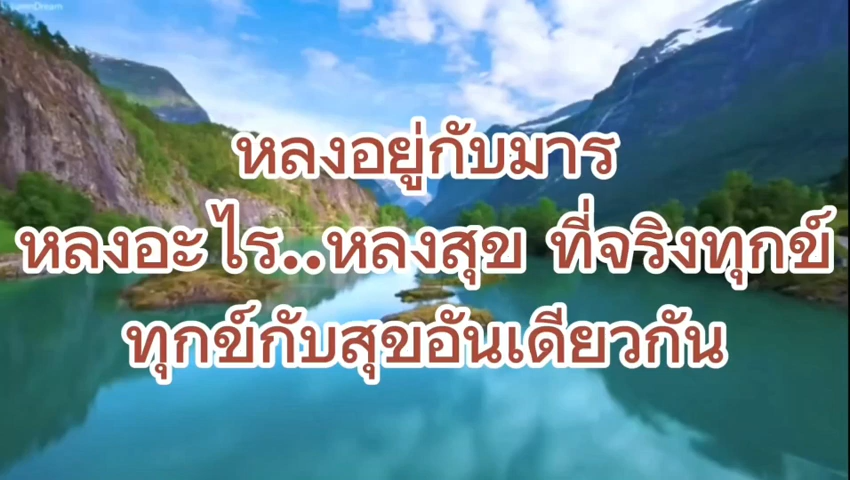 LumnDream
หลงอยู่กับมาร
หลงอะไร..หลงสุข ที่จริงทุกข์
ทุกข์กับสุขอันเดียวกัน